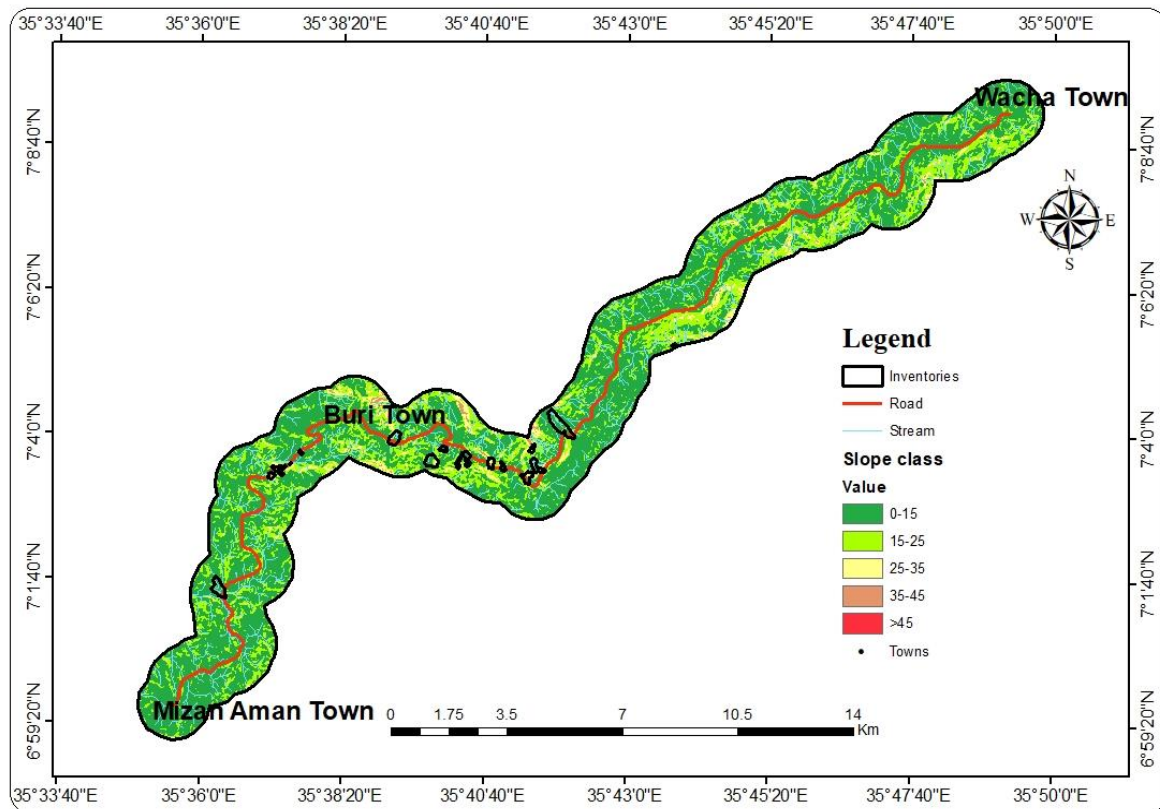 35°33'40"E 35°36'0"E 35°38'20"E 35°40'40"E 35°43'0"E 35°45'20"E 35°47'40"E 35°50'0"E
Wacha Town
7°8'40"N 7°8'40"N
N
W E
S
7°6'20"N 7°6'20"N
Legend
Inventories
Road
Buri Town
Stream
7°4'0"N 7°4'0"N
Slope class
Value
0-15
15-25
25-35
7°1'40"N 7°1'40"N
35-45
>45
Towns
Mizan Aman Town
0 1.75 3.5 7 10.5 14
Km
6°59'20"N 6°59'20"N
35°33'40"E 35°36'0"E 35°38'20"E 35°40'40"E 35°43'0"E 35°45'20"E 35°47'40"E 35°50'0"E